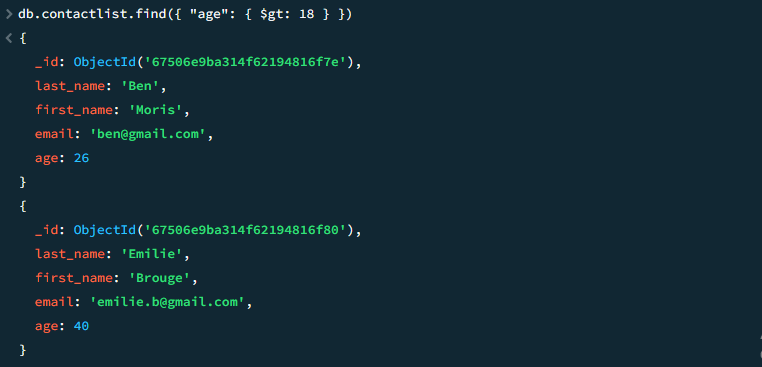 > db.contactlist.find({ "age": { $gt: 18 } })
< {
_id: ObjectId('67506e9ba314f62194816f7e'),
last_name: 'Ben',
first_name: 'Moris',
email: 'ben@gmail.com',
age: 26
}
{
_id: ObjectId('67506e9ba314f62194816f80'),
last_name: 'Emilie',
first_name: 'Brouge',
email: 'emilie.b@gmail.com',
age: 40
}